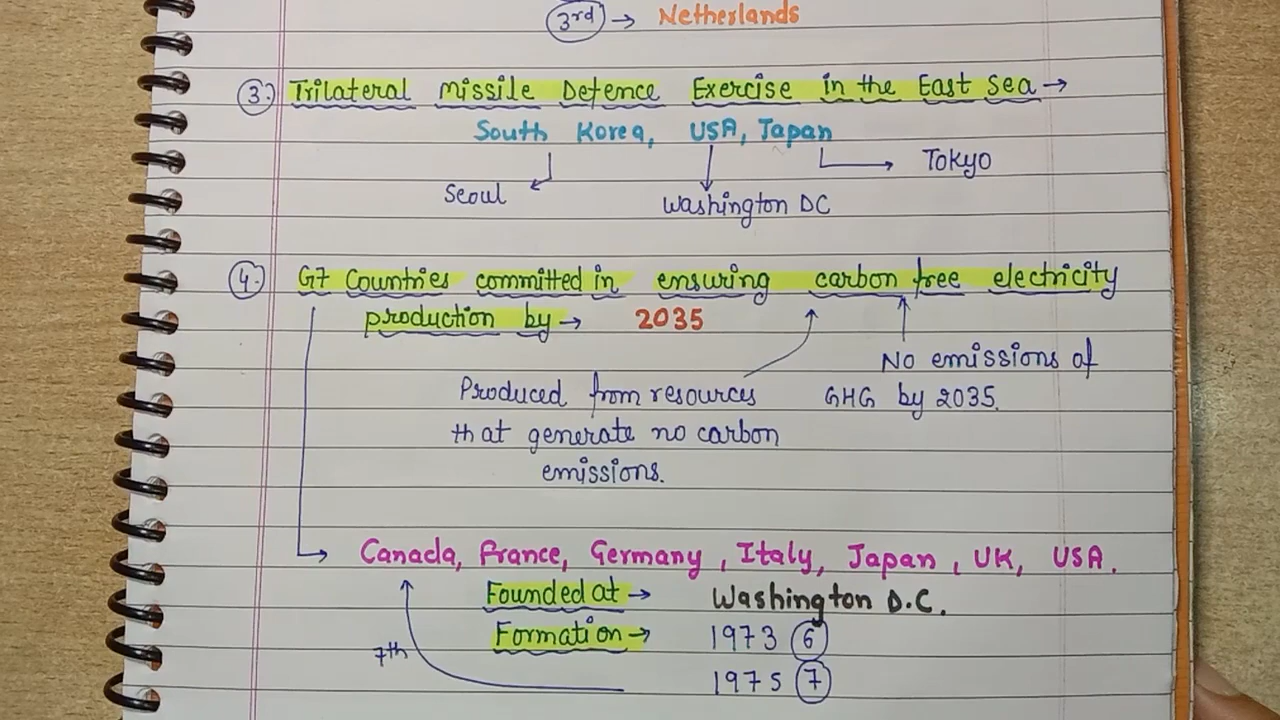 3rd → Netherlands
3. Trilateral missile Defence Exercise in the East Sea →
South Korea, USA, Japan
Tokyo
Seoul
Washington DC
4. G7 Countries committed in ensuring carbon free electricity
production by → 2035
No emissions of
GHG by 2035.
Produced from resources
that generate no carbon
emissions.
Canada, France, Germany, Italy, Japan, UK, USA.
Founded at → Washington D.C.
Formation → 1973 6
7th
1975 7